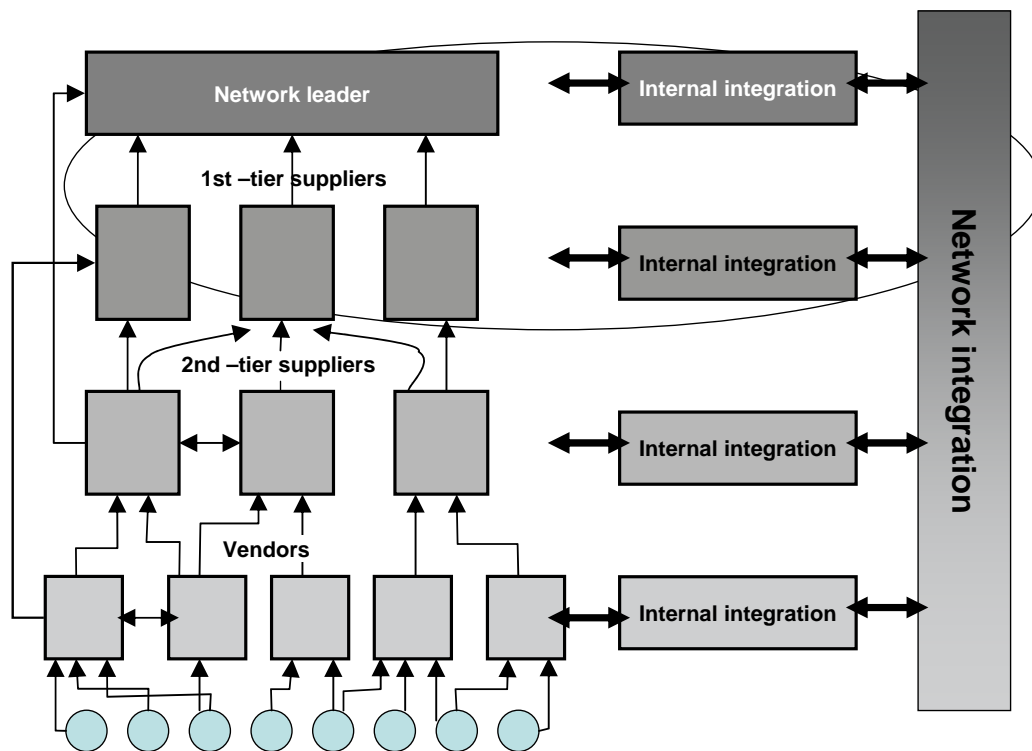 Network leader
Internal integration
1st –tier suppliers
Internal integration
2nd –tier suppliers
Internal integration
Vendors
Internal integration
Network integration